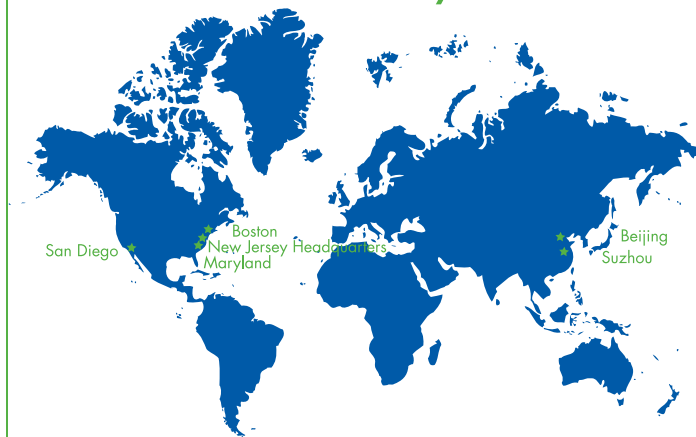 Boston
San Diego
New Jersey Headquarters
Maryland
Beijing
Suzhou